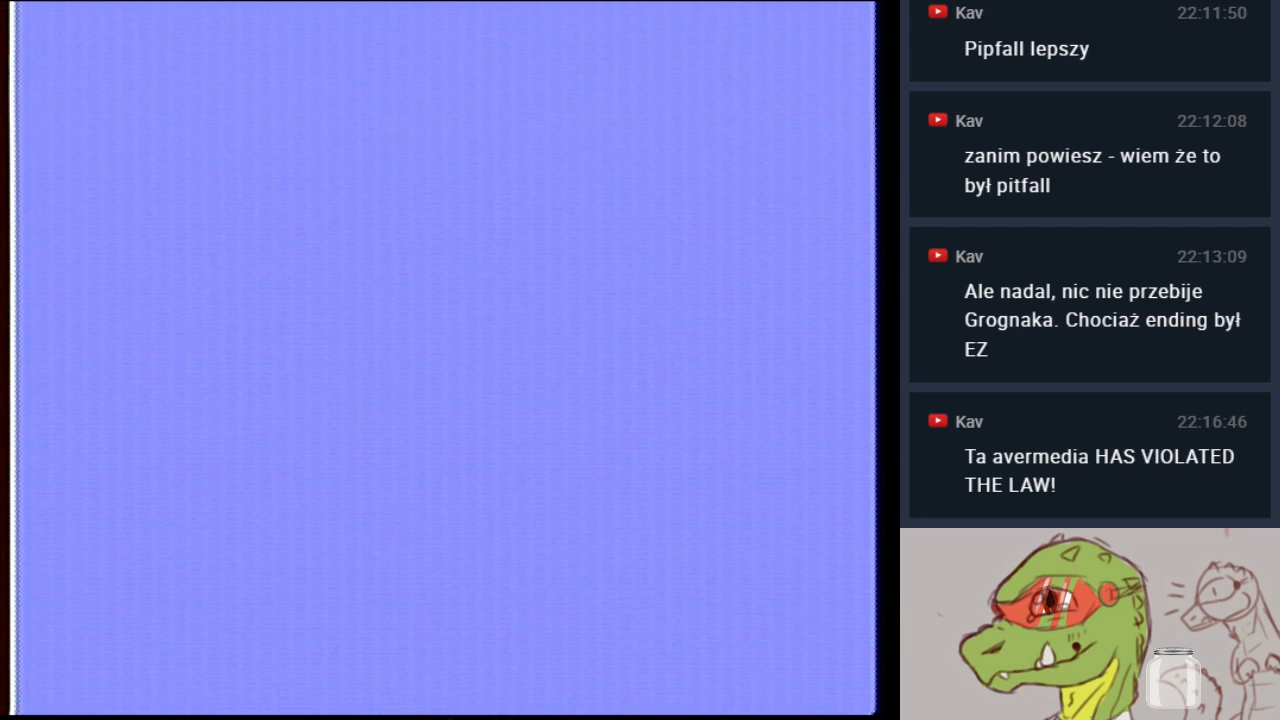 Kav 22:11:50
Pipfall lepszy
Kav 22:12:08
zanim powiesz - wiem że to
był pitfall
Kav 22:13:09
Ale nadal, nic nie przebije
Grognaka. Chociaż ending był
EZ
Kav 22:16:46
Ta avermedia HAS VIOLATED
THE LAW!